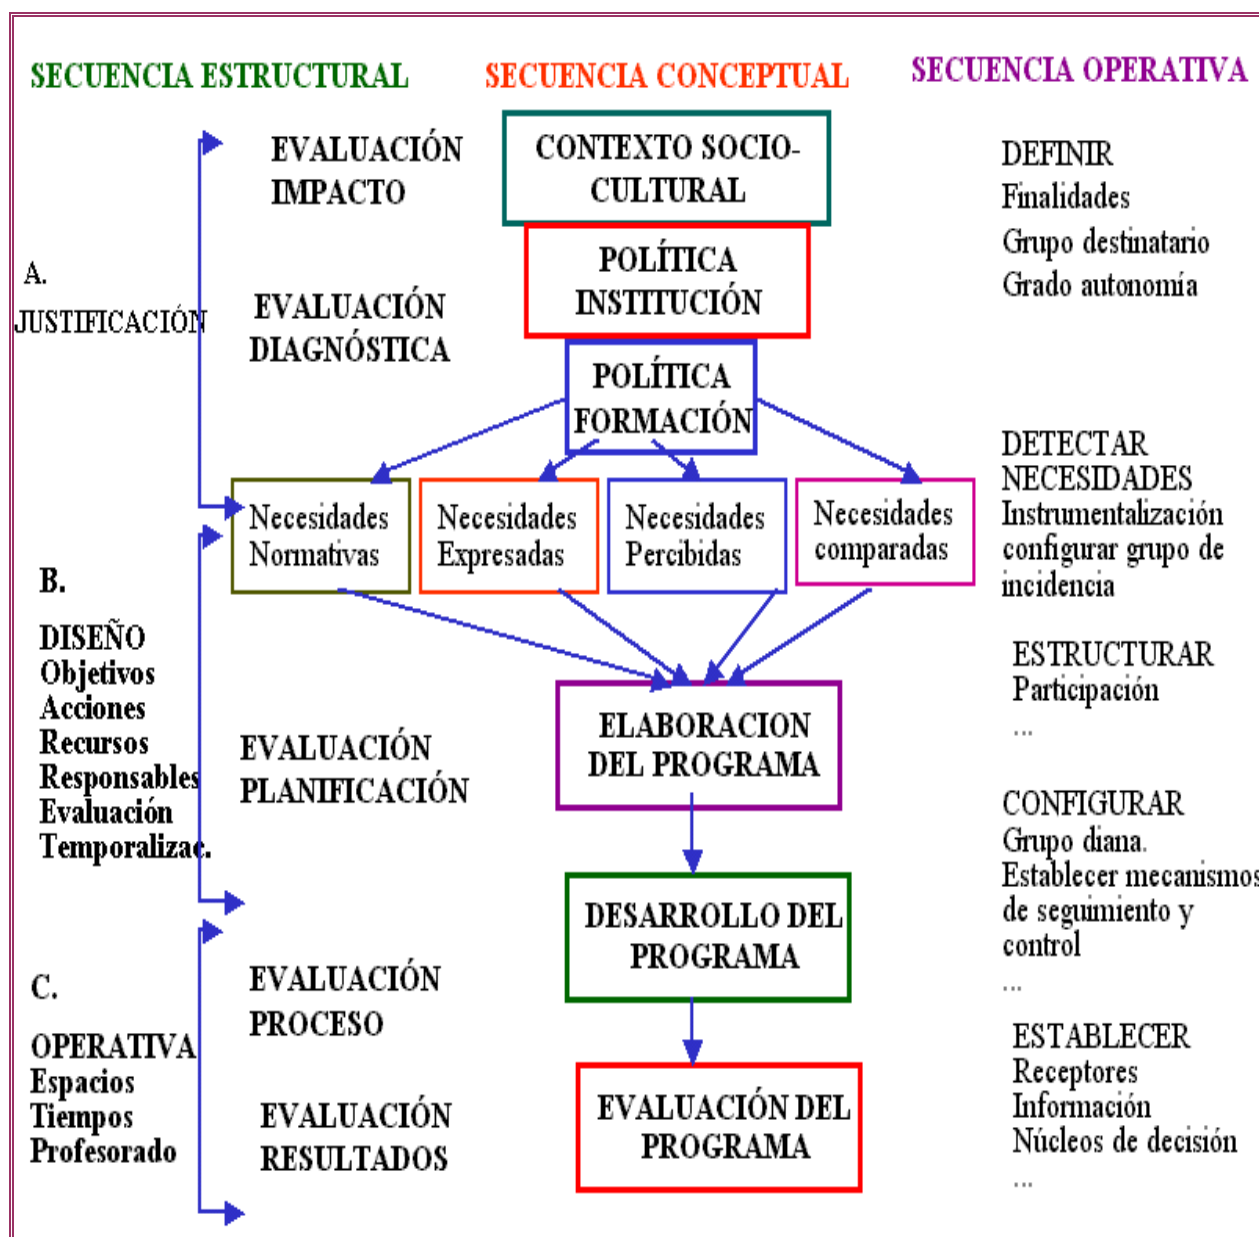 SECUENCIA ESTRUCTURAL
SECUENCIA CONCEPTUAL
SECUENCIA OPERATIVA
A.
JUSTIFICACIÓN
EVALUACIÓN
IMPACTO
EVALUACIÓN
DIAGNÓSTICA
CONTEXTO SOCIO-
CULTURAL
POLÍTICA
INSTITUCIÓN
POLÍTICA
FORMACIÓN
DEFINIR
Finalidades
Grupo destinatario
Grado autonomía
Necesidades
Normativas
Necesidades
Expresadas
Necesidades
Percibidas
Necesidades
comparadas
DETECTAR
NECESIDADES
Instrumentalización
configurar grupo de
incidencia
B.
DISEÑO
Objetivos
Acciones
Recursos
Responsables
Evaluación
Temporalizac.
EVALUACIÓN
PLANIFICACIÓN
ELABORACION
DEL PROGRAMA
ESTRUCTURAR
Participación
...
DESARROLLO DEL
PROGRAMA
CONFIGURAR
Grupo diana.
Establecer mecanismos
de seguimiento y
control
...
C.
OPERATIVA
Espacios
Tiempos
Profesorado
EVALUACIÓN
PROCESO
EVALUACIÓN
RESULTADOS
EVALUACIÓN DEL
PROGRAMA
ESTABLECER
Receptores
Información
Núcleos de decisión
...